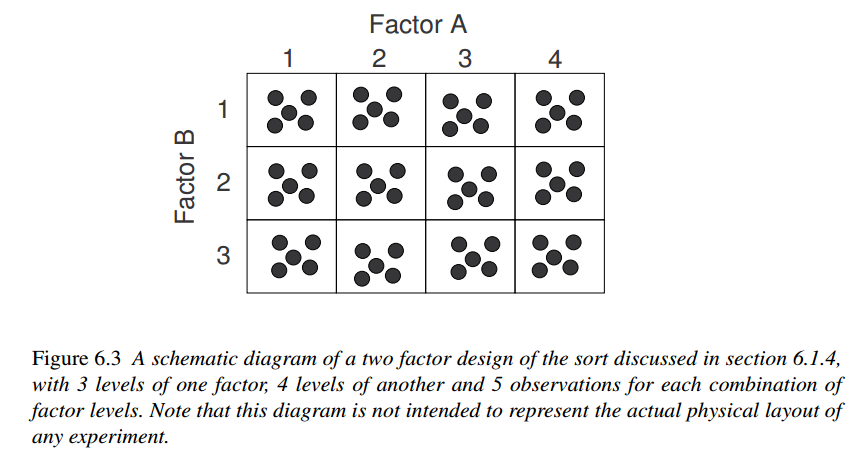 Factor A
1 2 3 4
1
Factor B
2
3
Figure 6.3 A schematic diagram of a two factor design of the sort discussed in section 6.1.4,
with 3 levels of one factor, 4 levels of another and 5 observations for each combination of
factor levels. Note that this diagram is not intended to represent the actual physical layout of
any experiment.